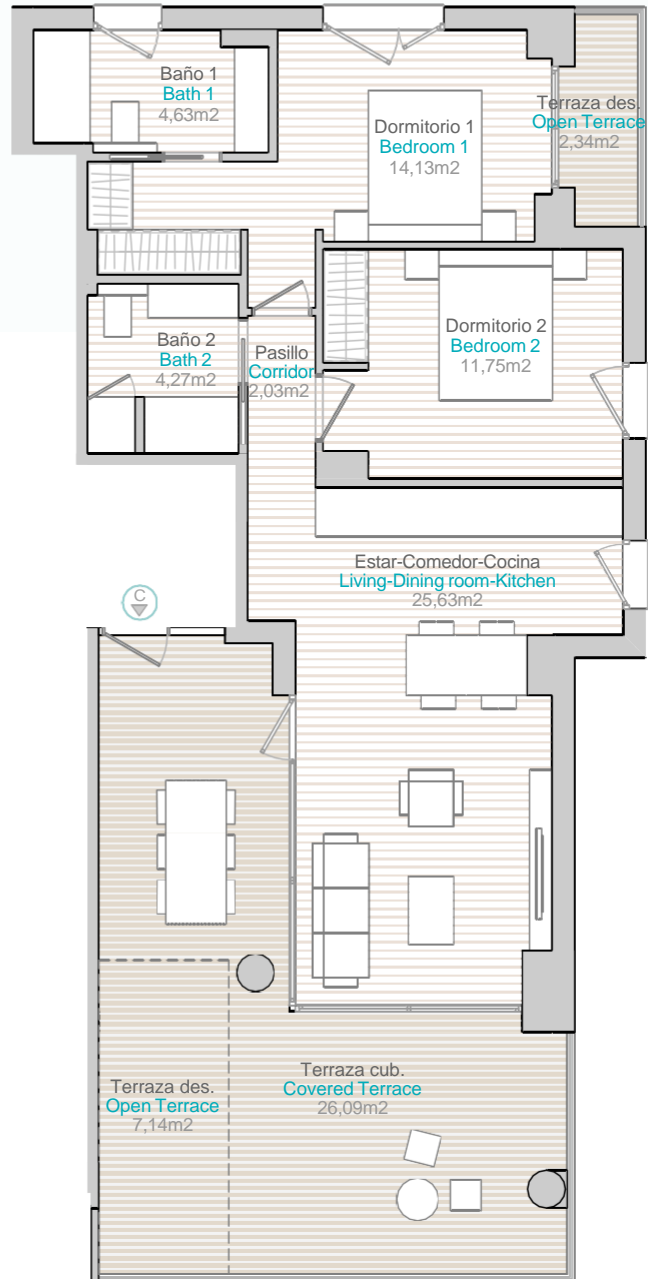 Baño 1
Bath 1
4,63m2
Dormitorio 1
Bedroom 1
14,13m2
Terraza des.
Open Terrace
2,34m2
Baño 2
Bath 2
4,27m2
Pasillo
Corridor
2,03m2
Dormitorio 2
Bedroom 2
11,75m2
Estar-Comedor-Cocina
Living-Dining room-Kitchen
25,63m2
C
Terraza des.
Open Terrace
7,14m2
Terraza cub.
Covered Terrace
26,09m2